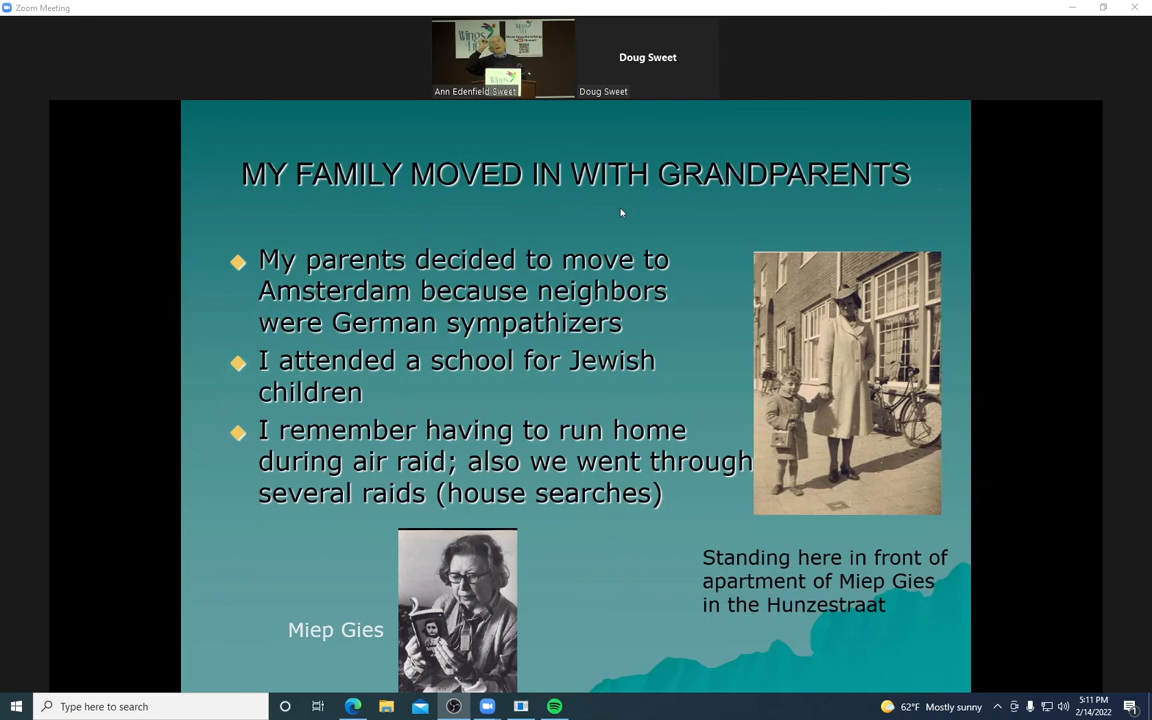 Zoom Meeting
Wings
Ann Edenfield Sweet
Doug Sweet
Doug Sweet
MY FAMILY MOVED IN WITH GRANDPARENTS
My parents decided to move to
Amsterdam because neighbors
were German sympathizers
I attended a school for Jewish
children
I remember having to run home
during air raid; also we went through
several raids (house searches)
Standing here in front of
apartment of Miep Gies
in the Hunzestraat
Miep Gies
Type here to search
62°F Mostly sunny
5:11 PM
2/14/2022
1